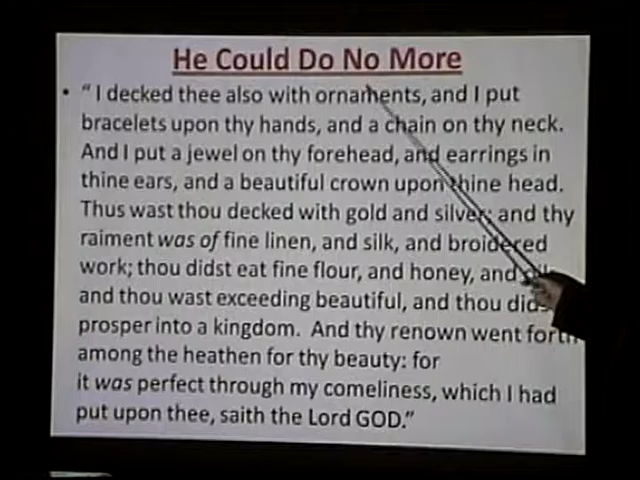 He Could Do No More
• “ I decked thee also with ornaments, and I put
bracelets upon thy hands, and a chain on thy neck.
And I put a jewel on thy forehead, and earrings in
thine ears, and a beautiful crown upon thine head.
Thus wast thou decked with gold and silver; and thy
raiment was of fine linen, and silk, and broidered
work; thou didst eat fine flour, and honey, and
and thou wast exceeding beautiful, and thou
prosper into a kingdom.  And thy renown went forth
among the heathen for thy beauty: for
it was perfect through my comeliness, which I had
put upon thee, saith the Lord GOD.”